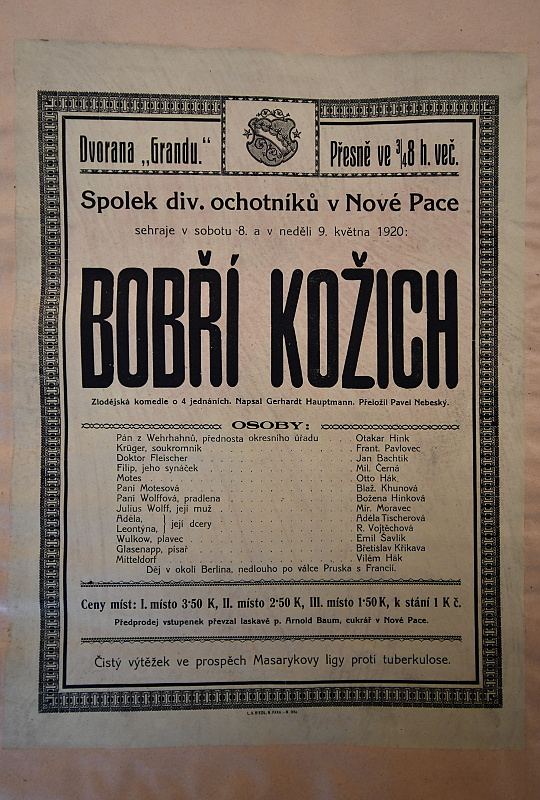 Dvorana „Grandu.“
Přesně ve ¾8 h. več.
Spolek div. ochotníků v Nové Pace
sehraje v sobotu 8. a v neděli 9. května 1920:
BOBŘÍ KOŽICH
Zlodějská komedie o 4 jednáních. Napsal Gerhardt Hauptmann. Přeložil Pavel Nebeský.
OSOBY:
Pán z Wehrhahnů, přednosta okresního úřadu . . Otakar Hink
Krüger, soukromník . . . Frant. Pavlovec
Doktor Fleischer . . . Jan Bachtík
Filip, jeho synáček . . . Mil. Černá
Motes . . . Otto Hák
Paní Motesová . . . Blaž. Khunová
Paní Wolffová, pradlena . . . Božena Hinková
Julius Wolff, její muž . . . Mir. Moravec
Adéla, } její dcery . . . Adéla Tischerová
Leontýna, . . . R. Vojtěchová
Wulkow, plavec . . . Emil Šavlík
Glasenapp, písař . . . Břetislav Křikava
Mitteldorf . . . Vilém Hák
Děj v okolí Berlína, nedlouho po válce Pruska s Francií.
Ceny míst: I. místo 3·50 K, II. místo 2·50 K, III. místo 1·50 K, k stání 1 K č.
Předprodej vstupenek převzal laskavě p. Arnold Baum, cukrář v Nové Pace.
Čistý výtěžek ve prospěch Masarykovy ligy proti tuberkulose.